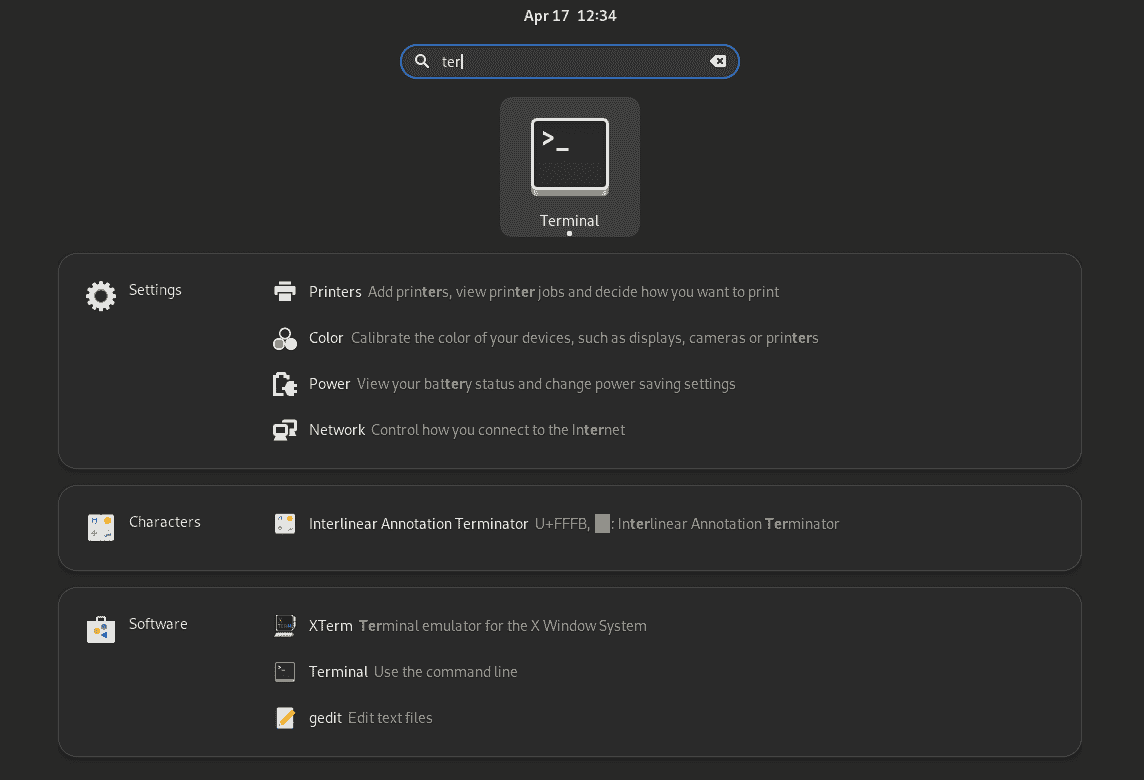 Apr 17 12:34
ter
Terminal
Settings
Printers Add printers, view printer jobs and decide how you want to print
Color Calibrate the color of your devices, such as displays, cameras or printers
Power View your battery status and change power saving settings
Network Control how you connect to the Internet
Characters
Interlinear Annotation Terminator U+FFFB, : Interlinear Annotation Terminator
Software
XTerm Terminal emulator for the X Window System
Terminal Use the command line
gedit Edit text files